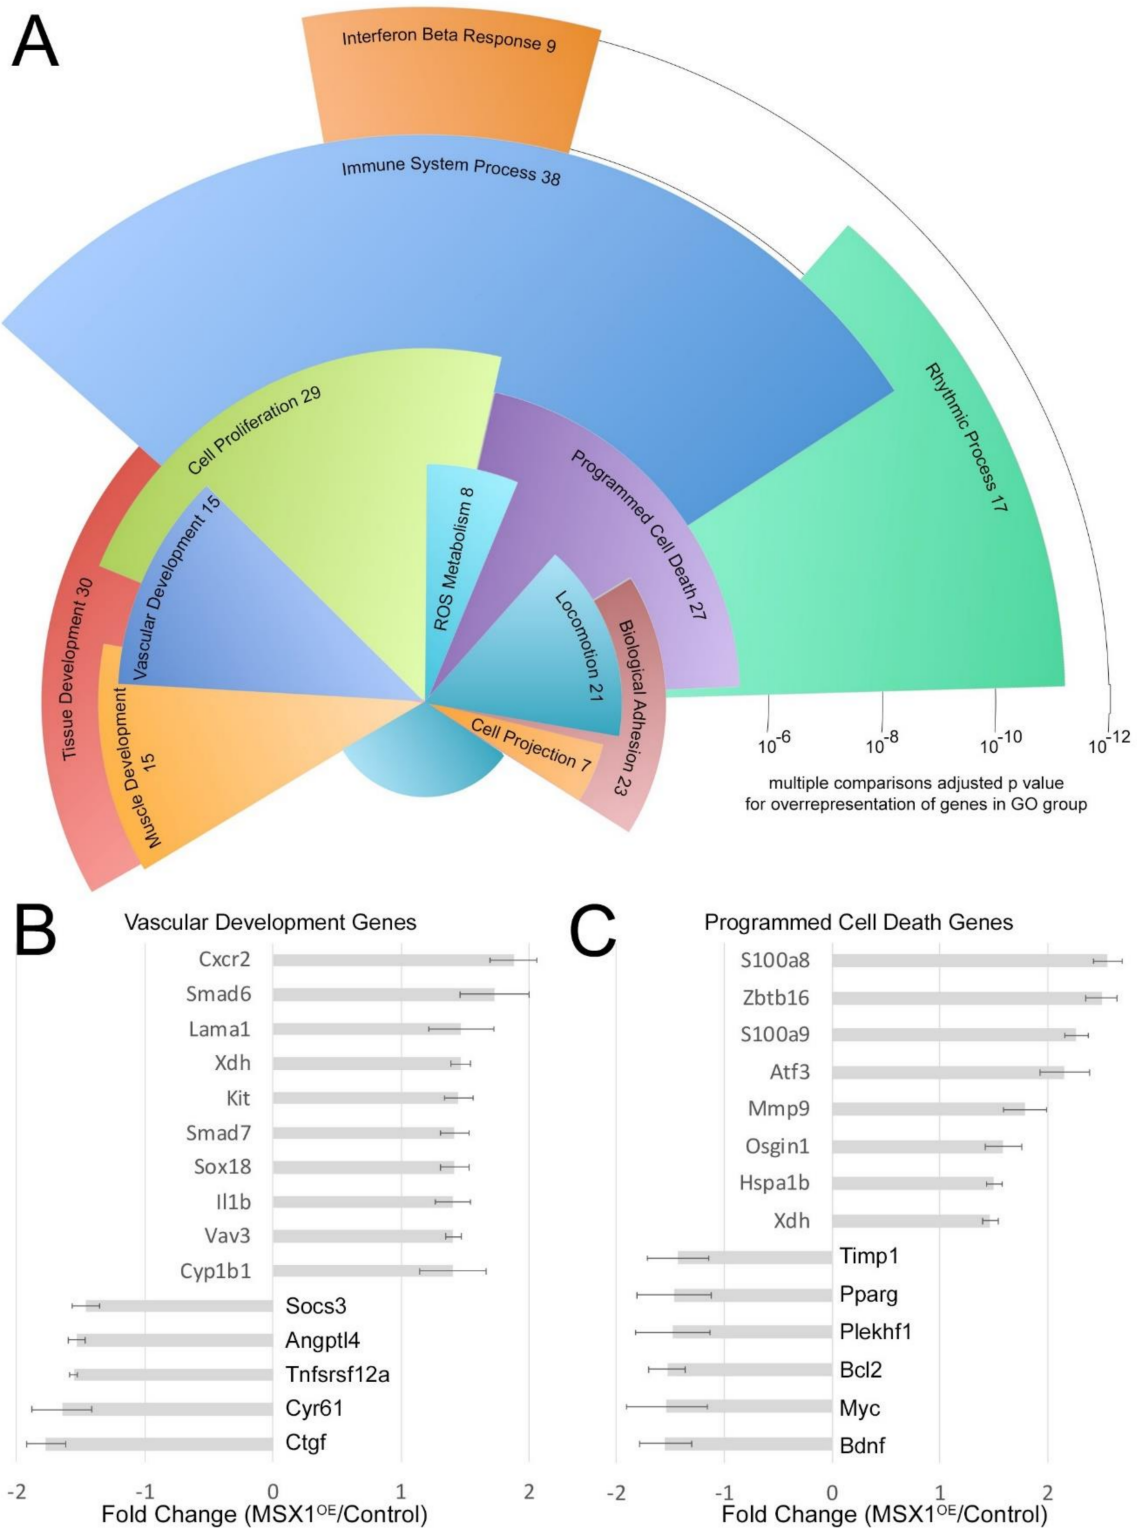 A
Interferon Beta Response 9
Immune System Process 38
Rhythmic Process 17
Cell Proliferation 29
Programmed Cell Death 27
Vascular Development 15
ROS Metabolism 8
Locomotion 21
Biological Adhesion 23
Tissue Development 30
Muscle Development
15
Cell Projection 7
10-6 10-8 10-10 10-12
multiple comparisons adjusted p value
for overrepresentation of genes in GO group
B
Vascular Development Genes
Cxcr2
Smad6
Lama1
Xdh
Kit
Smad7
Sox18
Il1b
Vav3
Cyp1b1
Socs3
Angptl4
Tnfsrsf12a
Cyr61
Ctgf
-2 -1 0 1 2
Fold Change (MSX1OE/Control)
C
Programmed Cell Death Genes
S100a8
Zbtb16
S100a9
Atf3
Mmp9
Osgin1
Hspa1b
Xdh
Timp1
Pparg
Plekhf1
Bcl2
Myc
Bdnf
-2 -1 0 1 2
Fold Change (MSX1OE/Control)